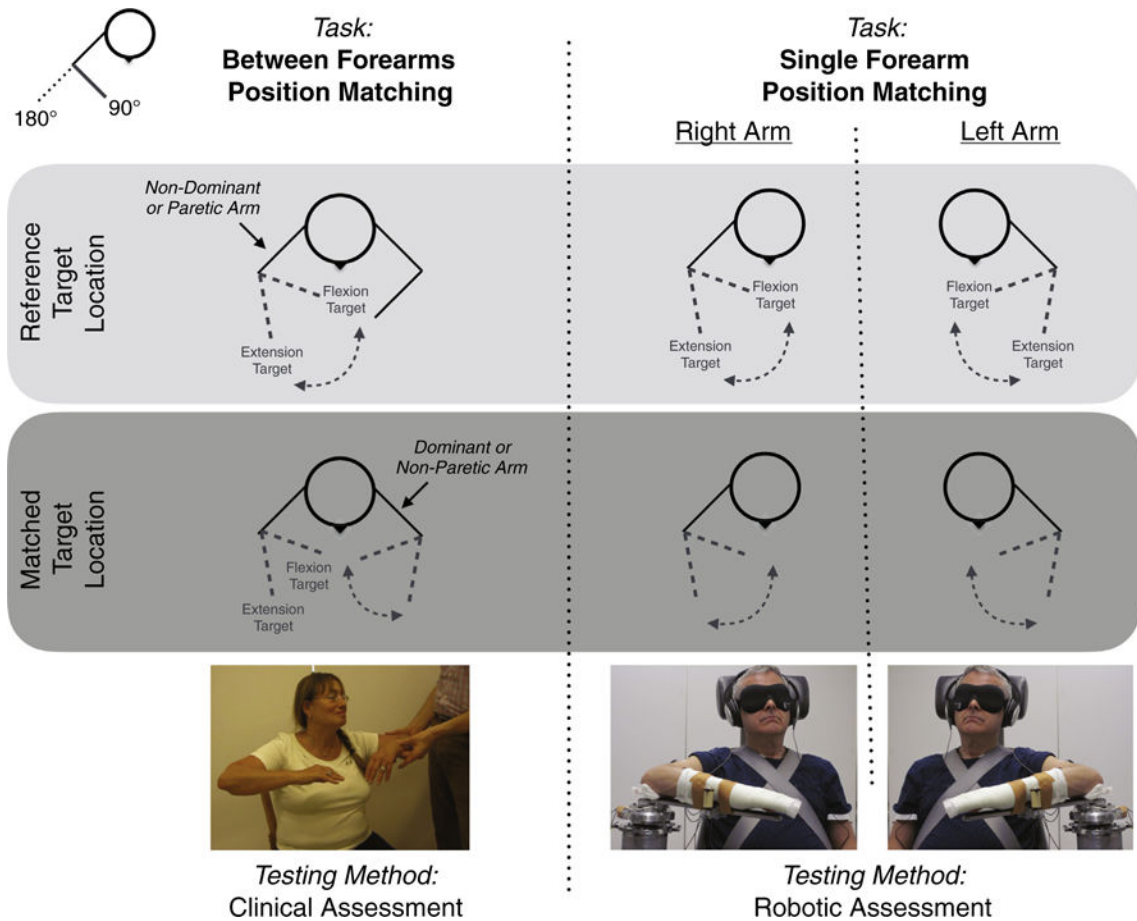 Task:
Between Forearms
Position Matching
180°
90°
Task:
Single Forearm
Position Matching
Right Arm
Left Arm
Reference
Target
Location
Non-Dominant
or Paretic Arm
Flexion
Target
Extension
Target
Flexion
Target
Extension
Target
Flexion
Target
Extension
Target
Matched
Target
Location
Dominant or
Non-Paretic Arm
Flexion
Target
Extension
Target
Testing Method:
Clinical Assessment
Testing Method:
Robotic Assessment